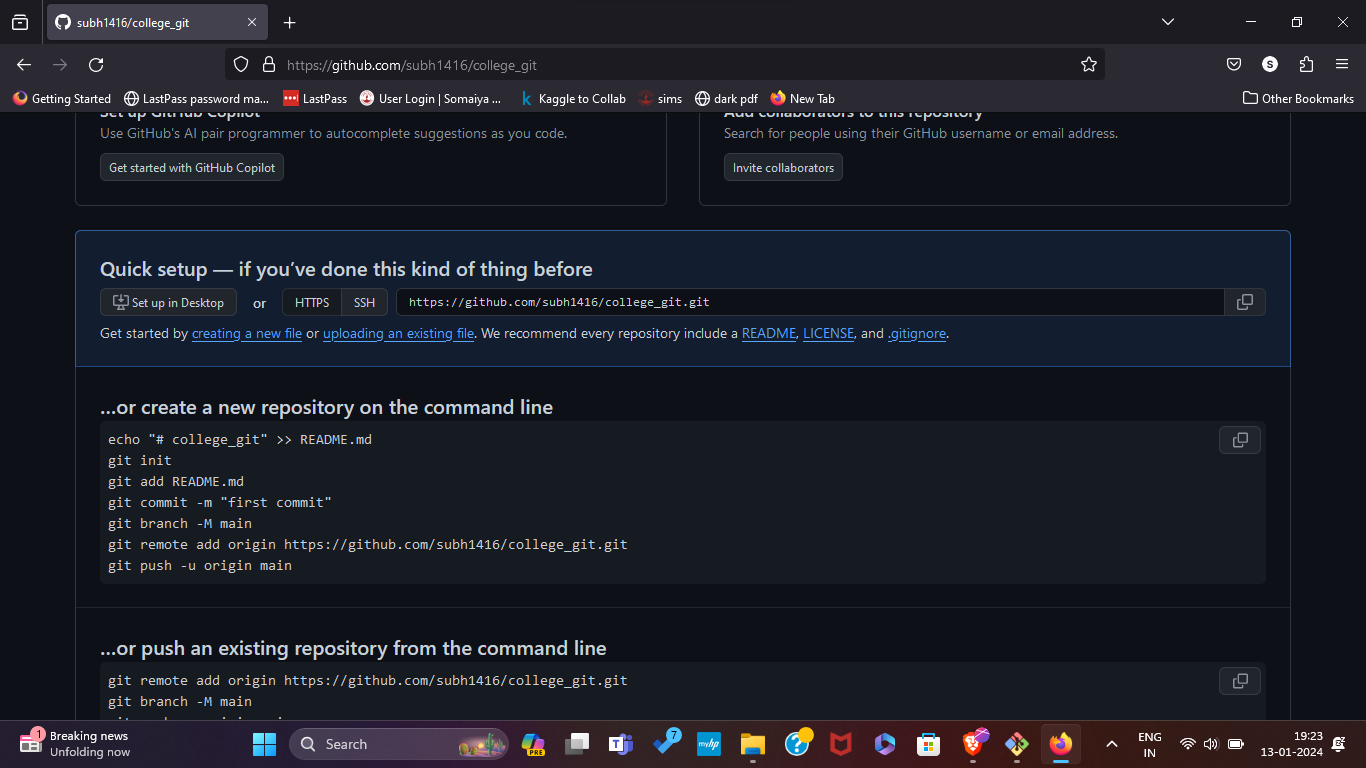 subh1416/college_git
https://github.com/subh1416/college_git
S
Getting Started
LastPass password ma...
LastPass
User Login | Somaiya ...
Kaggle to Collab
sims
dark pdf
New Tab
Other Bookmarks
Set up GitHub Copilot
Use GitHub's AI pair programmer to autocomplete suggestions as you code.
Get started with GitHub Copilot
Add collaborators to this repository
Search for people using their GitHub username or email address.
Invite collaborators
Quick setup — if you’ve done this kind of thing before
Set up in Desktop or HTTPS SSH https://github.com/subh1416/college_git.git
Get started by creating a new file or uploading an existing file. We recommend every repository include a README, LICENSE, and .gitignore.
…or create a new repository on the command line
echo "# college_git" >> README.md
git init
git add README.md
git commit -m "first commit"
git branch -M main
git remote add origin https://github.com/subh1416/college_git.git
git push -u origin main
…or push an existing repository from the command line
git remote add origin https://github.com/subh1416/college_git.git
git branch -M main
1
Breaking news
Unfolding now
Search
PRE
7
myhp
ENG
IN
19:23
13-01-2024